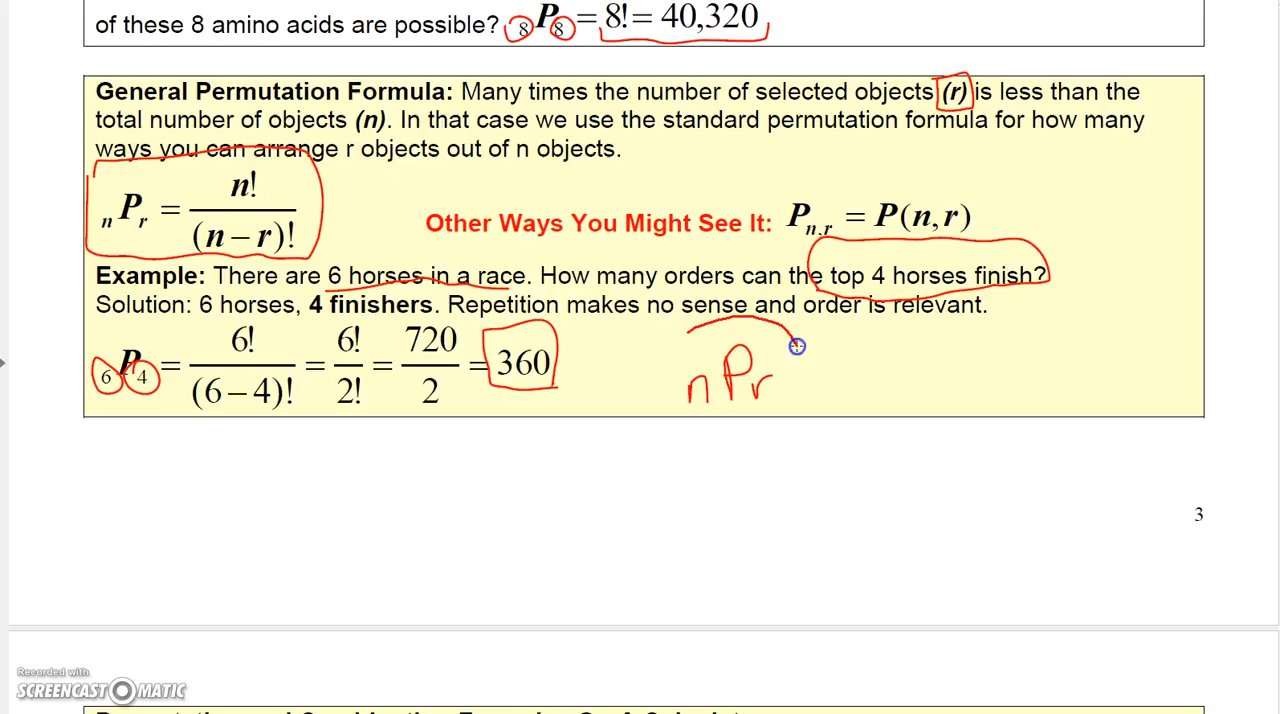 of these 8 amino acids are possible? ₈P₈ = 8! = 40,320
General Permutation Formula: Many times the number of selected objects (r) is less than the
total number of objects (n). In that case we use the standard permutation formula for how many
ways you can arrange r objects out of n objects.
nPr = n! / (n − r)!
Other Ways You Might See It: Pn,r = P(n, r)
Example: There are 6 horses in a race. How many orders can the top 4 horses finish?
Solution: 6 horses, 4 finishers. Repetition makes no sense and order is relevant.
₆P₄ = 6! / (6 − 4)! = 6! / 2! = 720 / 2 = 360
nPr
3
Recorded with
SCREENCAST O MATIC